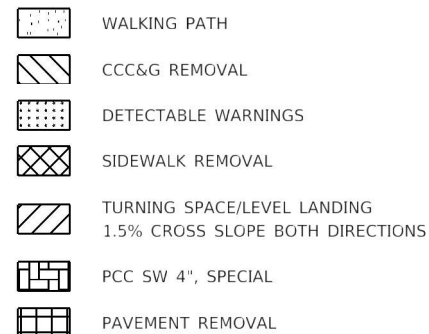 WALKING PATH
CCC&G REMOVAL
DETECTABLE WARNINGS
SIDEWALK REMOVAL
TURNING SPACE/LEVEL LANDING
1.5% CROSS SLOPE BOTH DIRECTIONS
PCC SW 4", SPECIAL
PAVEMENT REMOVAL